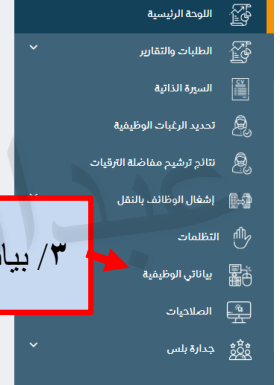 اللوحة الرئيسية
الطلبات والتقارير
السيرة الذاتية
تحديد الرغبات الوظيفية
نتائج ترشيح مفاضلة الترقيات
إشغال الوظائف بالنقل
التظلمات
٣/
بياناتي الوظيفية
الصلاحيات
جدارة بلس